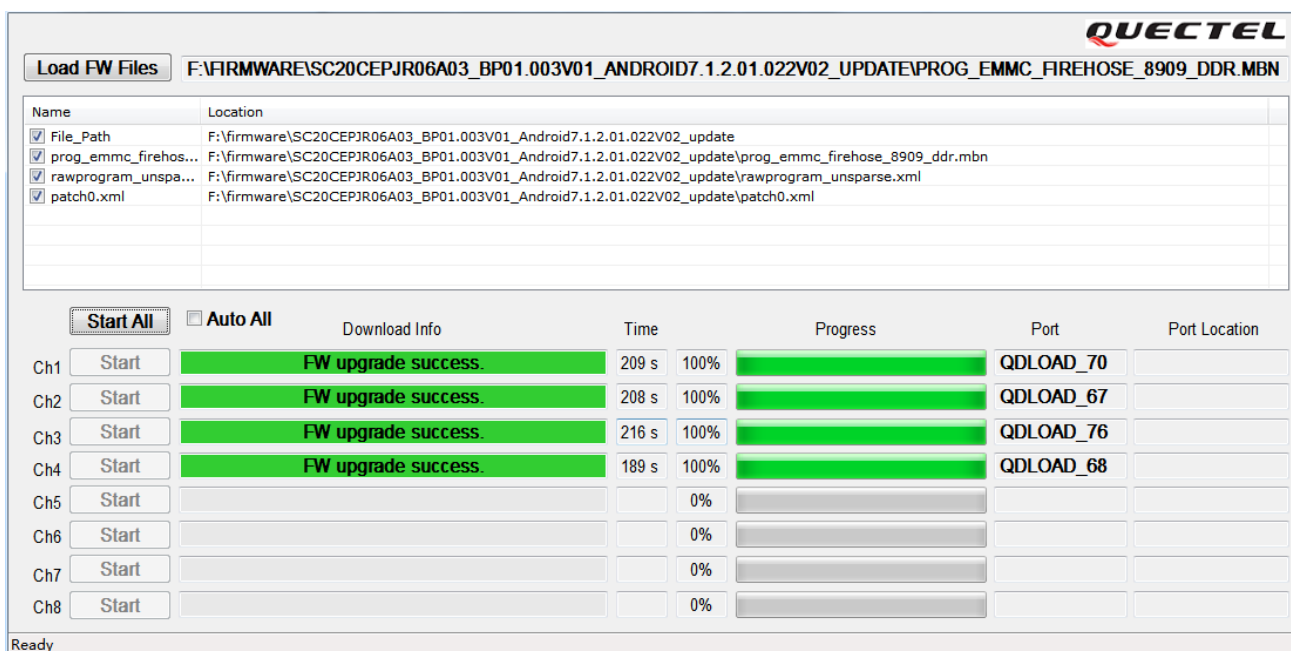 QUECTEL
Load FW Files F:\FIRMWARE\SC20CEPJR06A03_BP01.003V01_ANDROID7.1.2.01.022V02_UPDATE\PROG_EMMC_FIREHOSE_8909_DDR.MBN
Name Location
File_Path F:\firmware\SC20CEPJR06A03_BP01.003V01_Android7.1.2.01.022V02_update
prog_emmc_firehos... F:\firmware\SC20CEPJR06A03_BP01.003V01_Android7.1.2.01.022V02_update\prog_emmc_firehose_8909_ddr.mbn
rawprogram_unspa... F:\firmware\SC20CEPJR06A03_BP01.003V01_Android7.1.2.01.022V02_update\rawprogram_unsparse.xml
patch0.xml F:\firmware\SC20CEPJR06A03_BP01.003V01_Android7.1.2.01.022V02_update\patch0.xml
Start All Auto All Download Info Time Progress Port Port Location
Ch1 Start FW upgrade success. 209 s 100% QDLOAD_70
Ch2 Start FW upgrade success. 208 s 100% QDLOAD_67
Ch3 Start FW upgrade success. 216 s 100% QDLOAD_76
Ch4 Start FW upgrade success. 189 s 100% QDLOAD_68
Ch5 Start 0%
Ch6 Start 0%
Ch7 Start 0%
Ch8 Start 0%
Ready